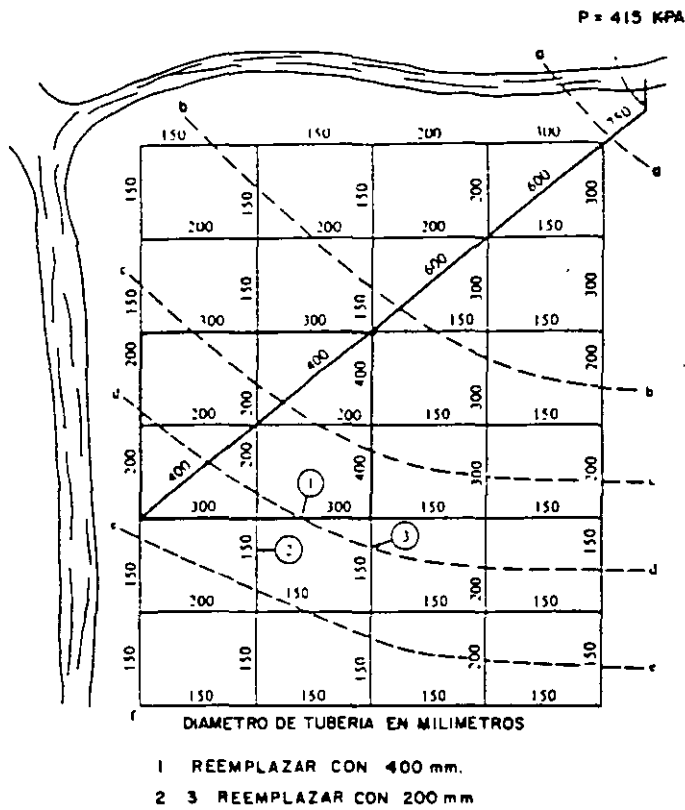 P = 415 KPA
a
750
b
150 150 200 300
a
600
150 150 150 300
200 200 200 150
600
150 150 150 300 300
300 300 150 150
400
200 200 400 300 200
b
200 200 150 150
400
200 200 400 300 200
1
300 300 150 150
2 3
150 150 150 200 150
d
200 150 150 150
150 150 150 200 150
e
150 150 150 150
f
DIAMETRO DE TUBERIA EN MILIMETROS
1 REEMPLAZAR CON 400 mm.
2 3 REEMPLAZAR CON 200 mm